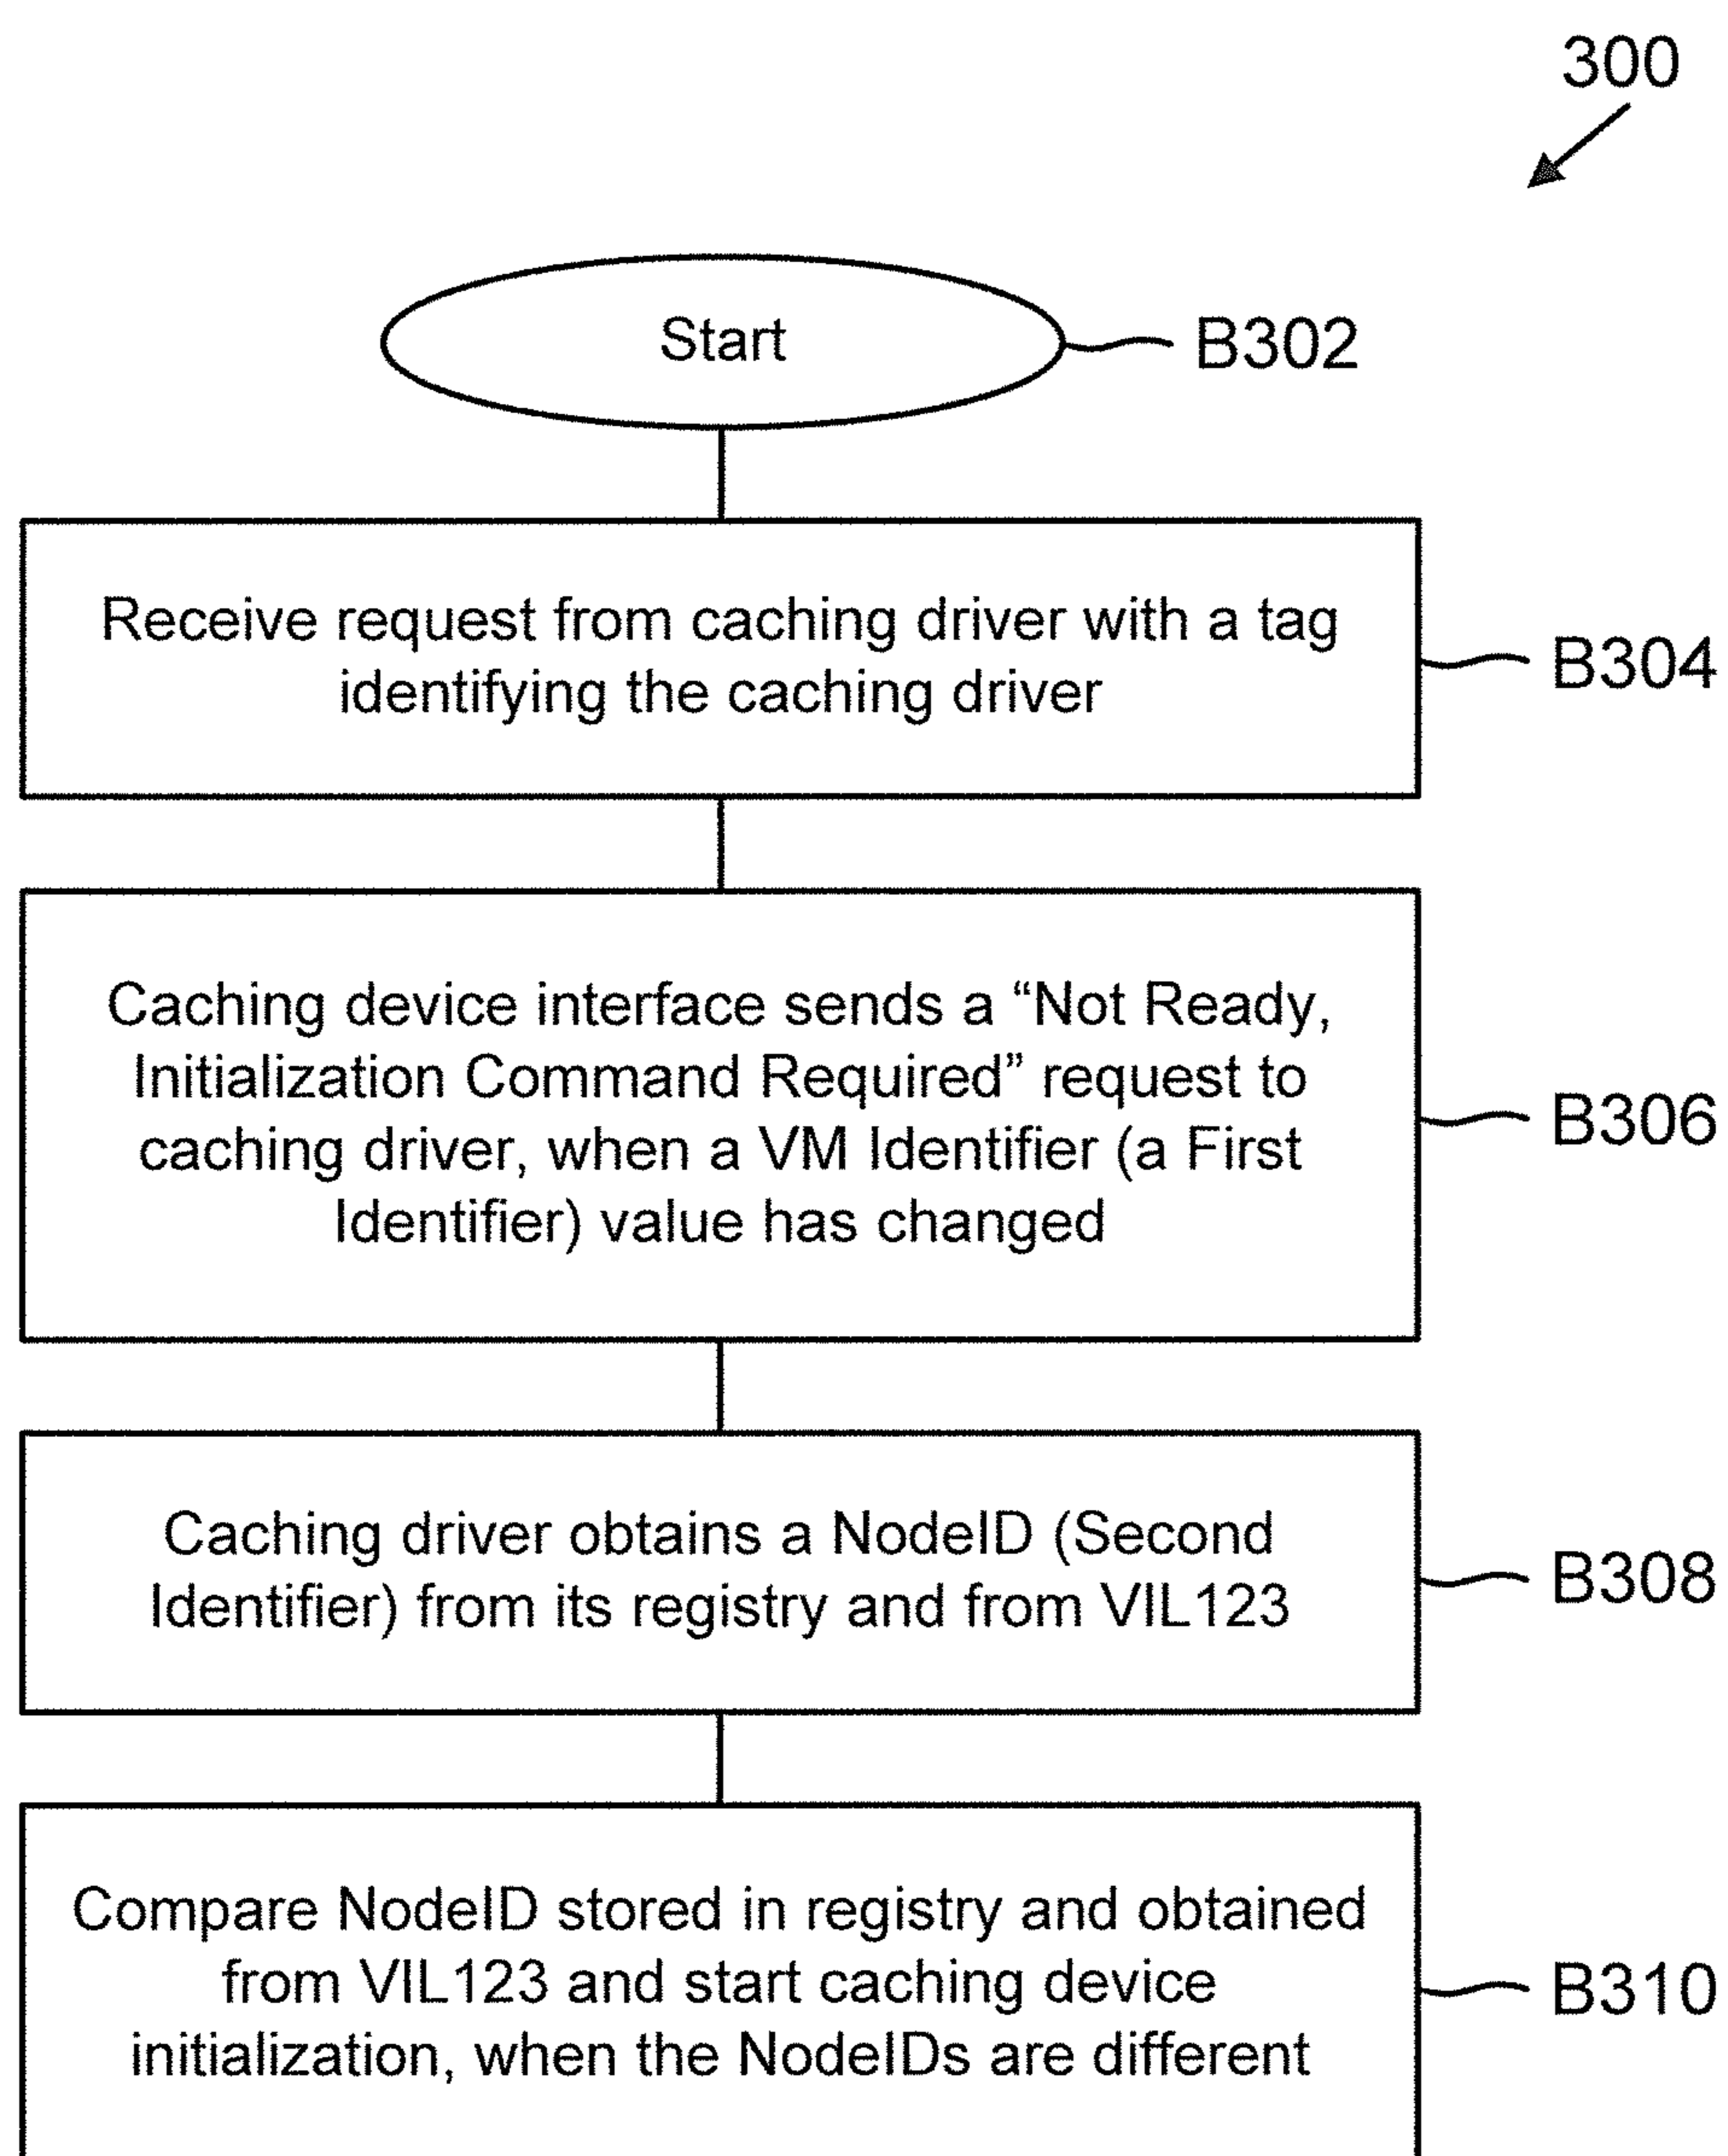 300
Start
B302
Receive request from caching driver with a tag
identifying the caching driver
B304
Caching device interface sends a “Not Ready,
Initialization Command Required” request to
caching driver, when a VM Identifier (a First
Identifier) value has changed
B306
Caching driver obtains a NodeID (Second
Identifier) from its registry and from VIL123
B308
Compare NodeID stored in registry and obtained
from VIL123 and start caching device
initialization, when the NodeIDs are different
B310